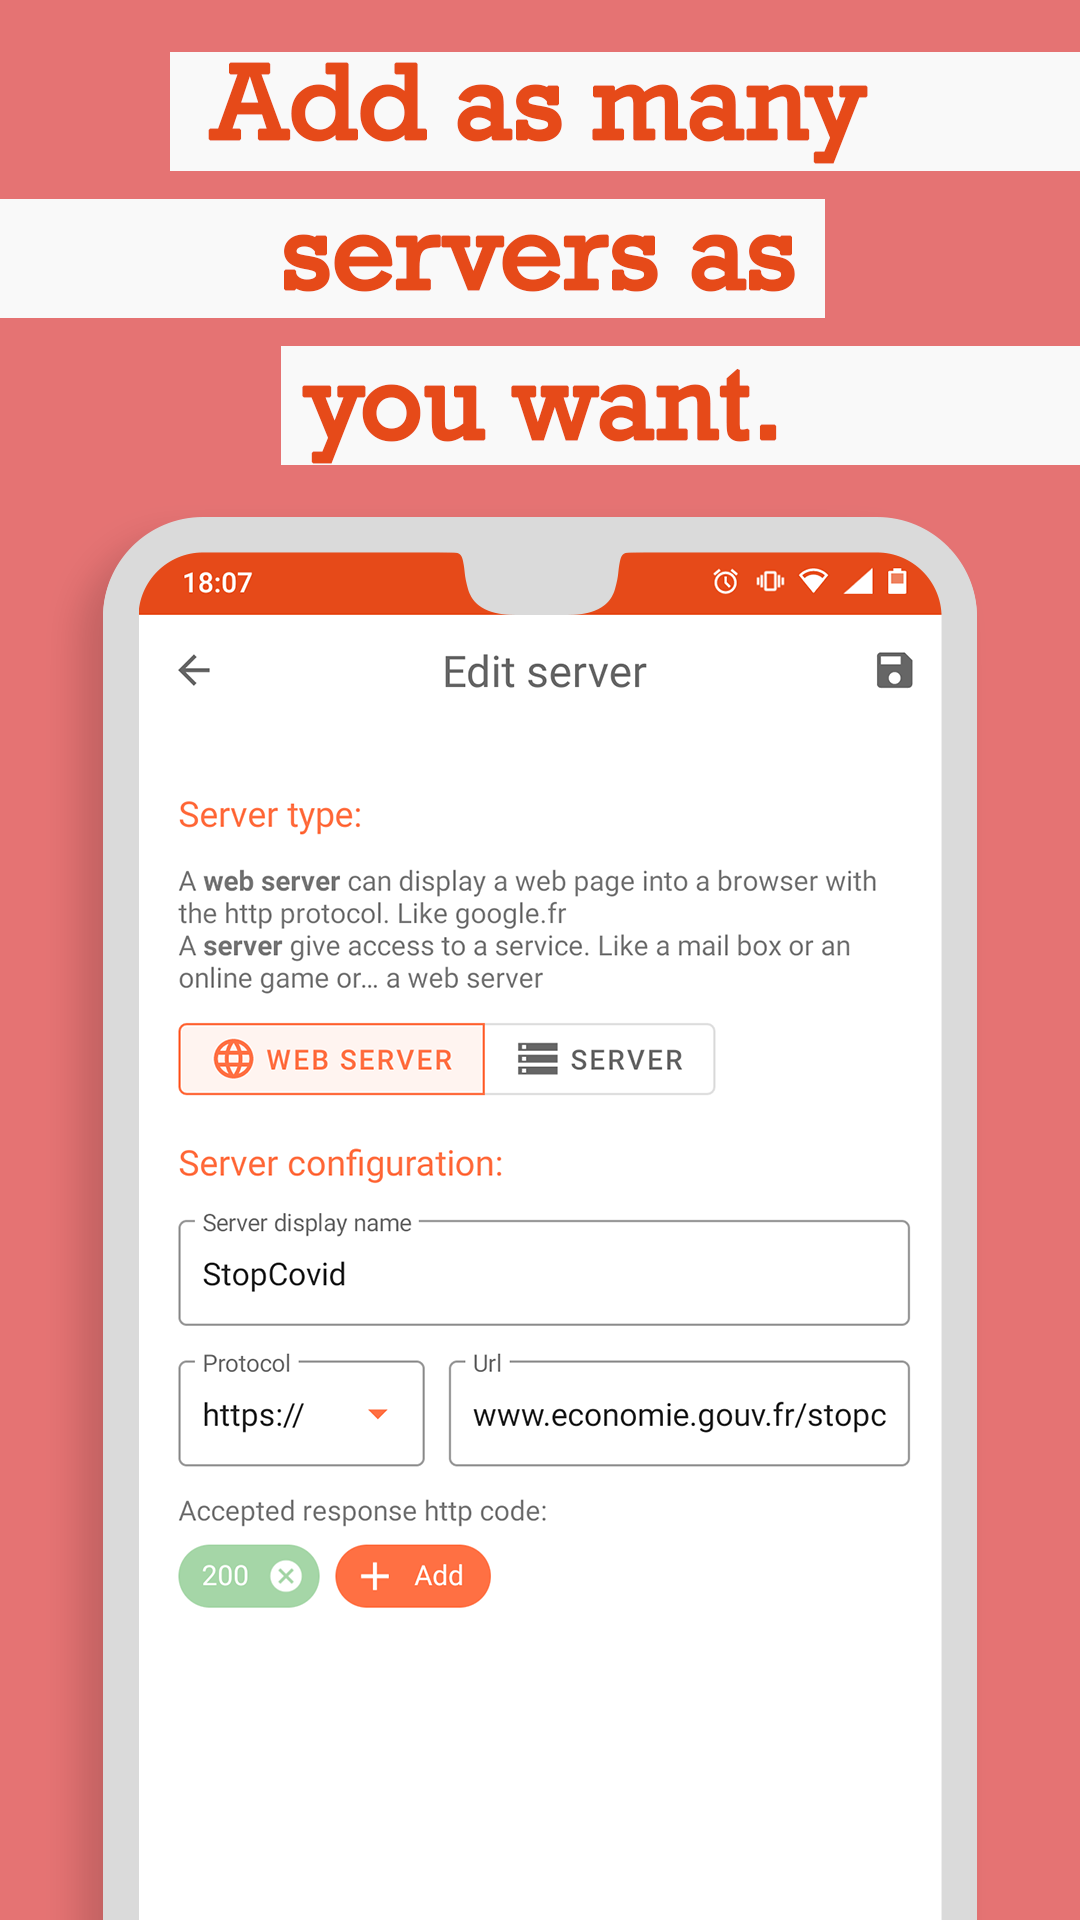 Add as many
servers as
you want.
18:07
Edit server
Server type:
A web server can display a web page into a browser with
the http protocol. Like google.fr
A server give access to a service. Like a mail box or an
online game or... a web server
WEB SERVER
SERVER
Server configuration:
Server display name
StopCovid
Protocol
Url
https://
www.economie.gouv.fr/stopc
Accepted response http code:
200
Add